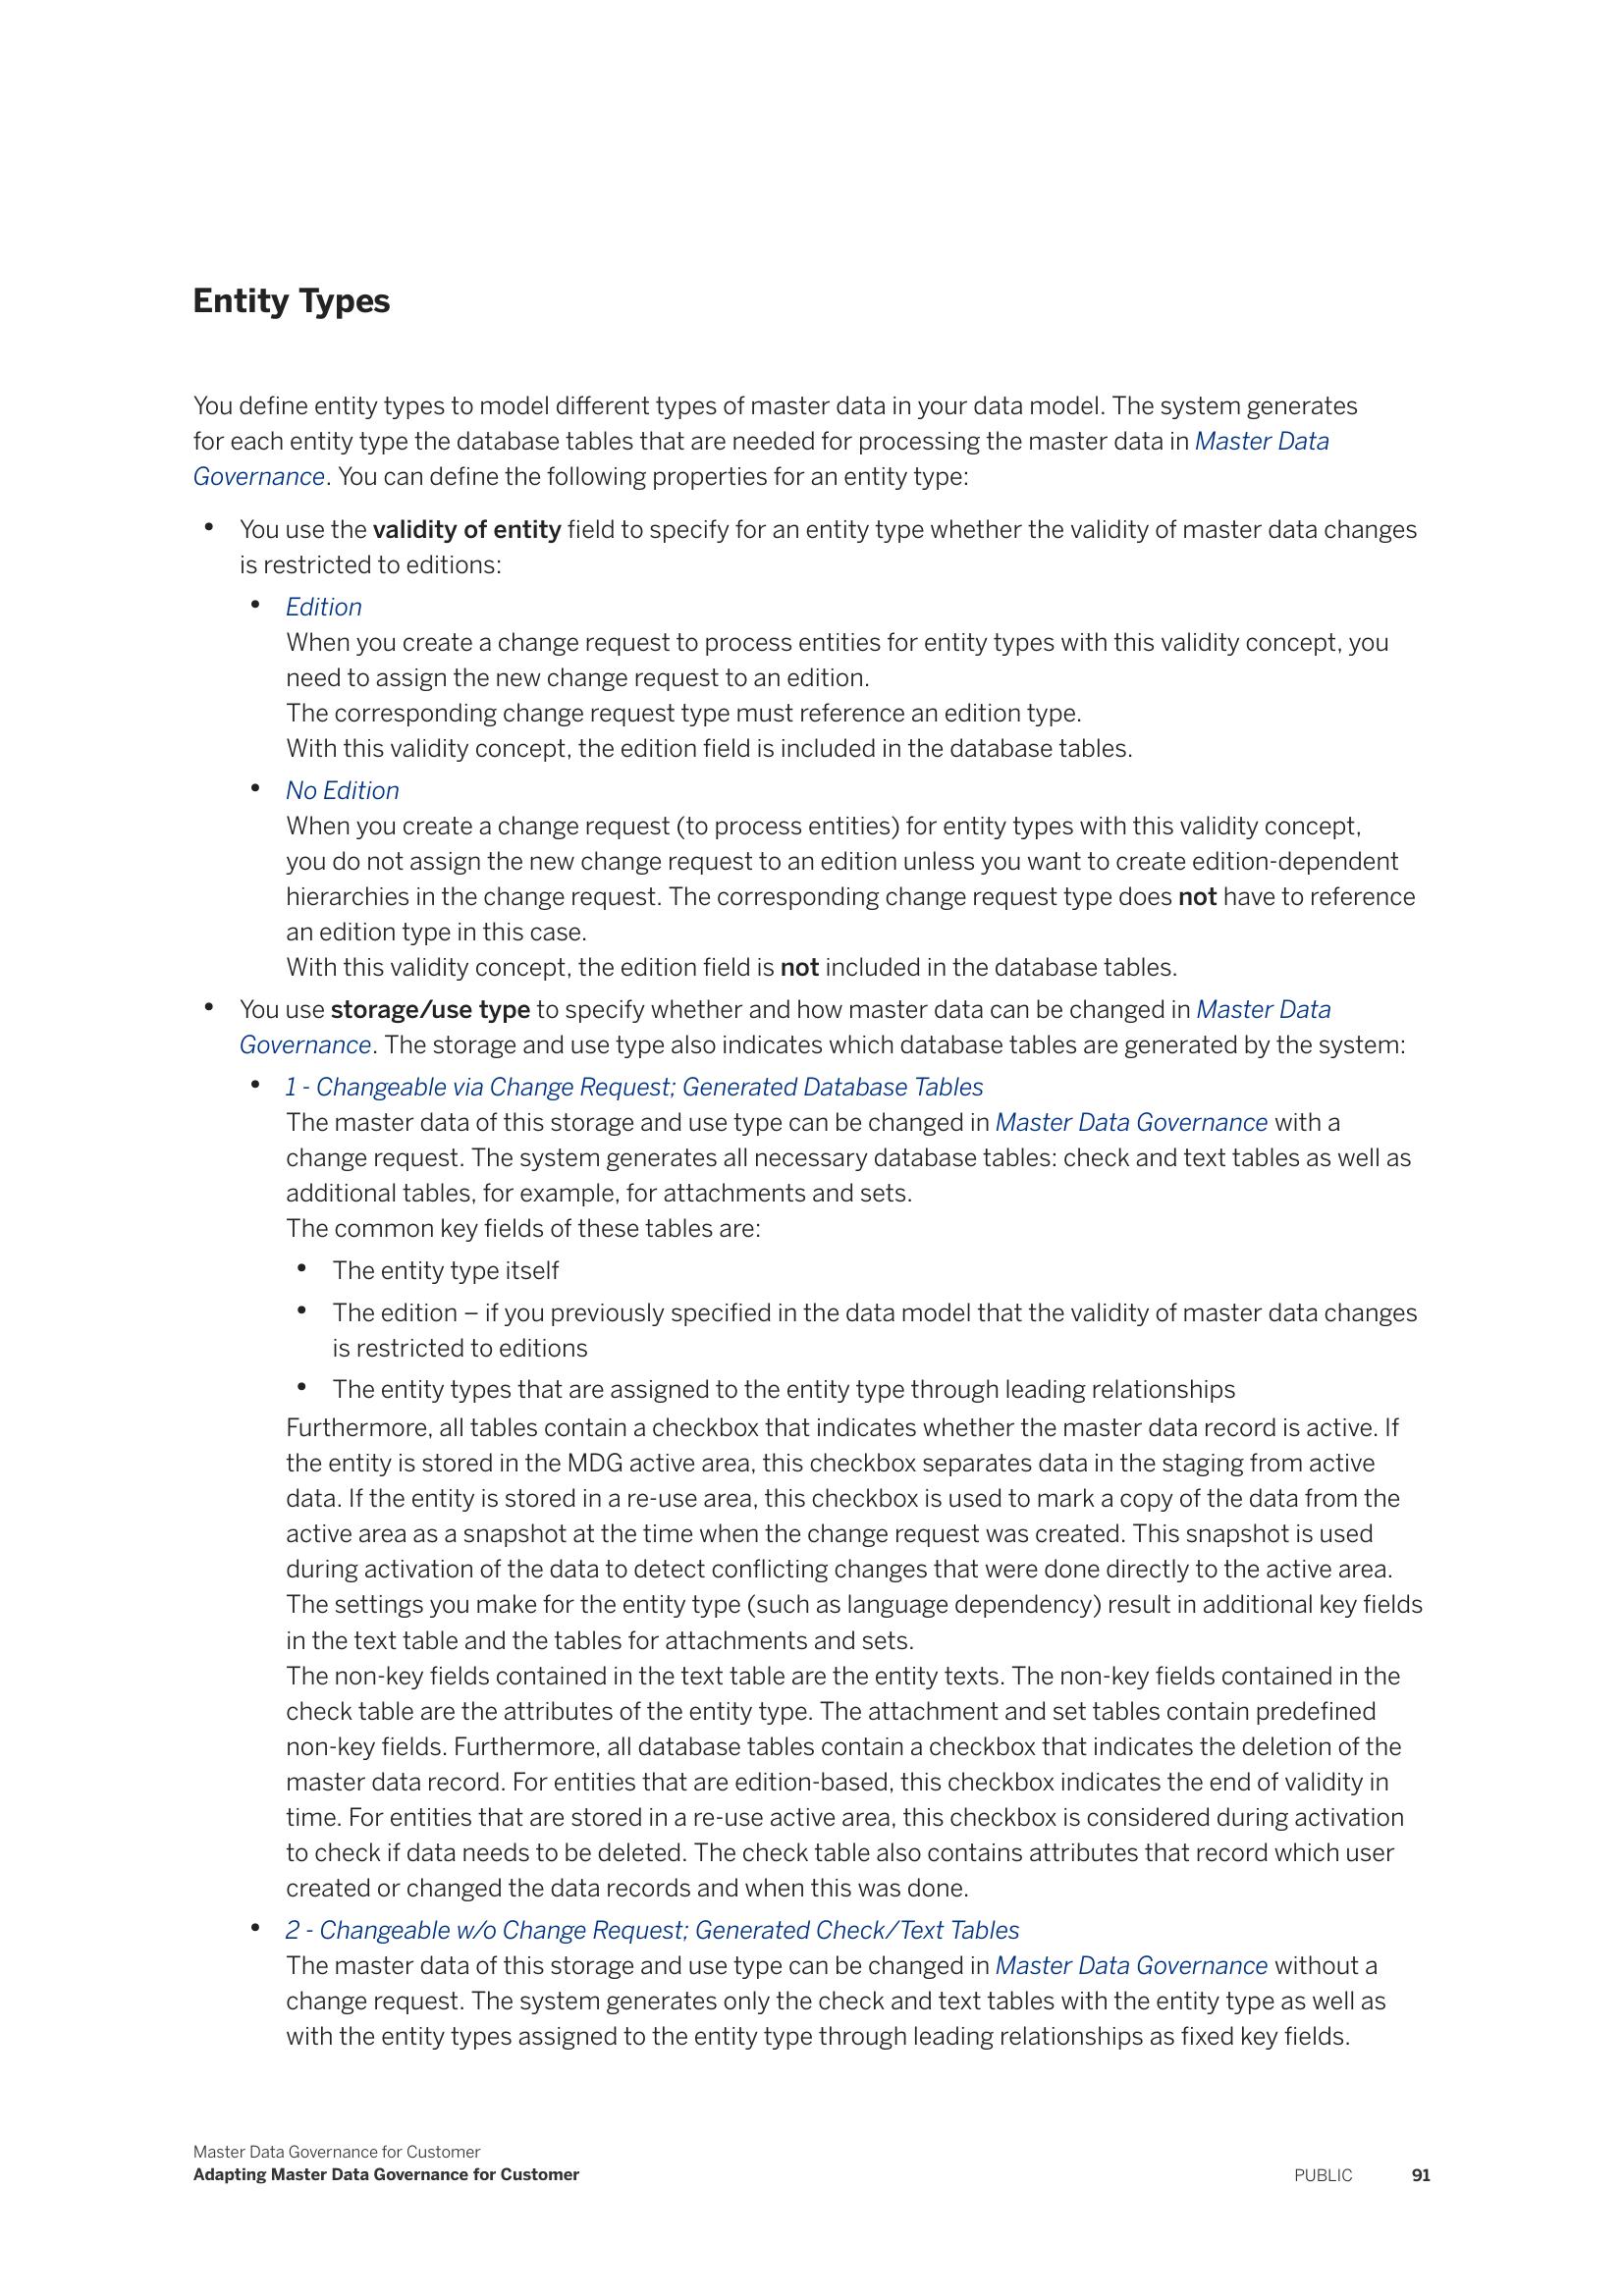 Entity Types
You define entity types to model different types of master data in your data model. The system generates
for each entity type the database tables that are needed for processing the master data in Master Data
Governance. You can define the following properties for an entity type:
• You use the validity of entity field to specify for an entity type whether the validity of master data changes
is restricted to editions:
• Edition
When you create a change request to process entities for entity types with this validity concept, you
need to assign the new change request to an edition.
The corresponding change request type must reference an edition type.
With this validity concept, the edition field is included in the database tables.
• No Edition
When you create a change request (to process entities) for entity types with this validity concept,
you do not assign the new change request to an edition unless you want to create edition-dependent
hierarchies in the change request. The corresponding change request type does not have to reference
an edition type in this case.
With this validity concept, the edition field is not included in the database tables.
• You use storage/use type to specify whether and how master data can be changed in Master Data
Governance. The storage and use type also indicates which database tables are generated by the system:
• 1 - Changeable via Change Request; Generated Database Tables
The master data of this storage and use type can be changed in Master Data Governance with a
change request. The system generates all necessary database tables: check and text tables as well as
additional tables, for example, for attachments and sets.
The common key fields of these tables are:
• The entity type itself
• The edition – if you previously specified in the data model that the validity of master data changes
is restricted to editions
• The entity types that are assigned to the entity type through leading relationships
Furthermore, all tables contain a checkbox that indicates whether the master data record is active. If
the entity is stored in the MDG active area, this checkbox separates data in the staging from active
data. If the entity is stored in a re-use area, this checkbox is used to mark a copy of the data from the
active area as a snapshot at the time when the change request was created. This snapshot is used
during activation of the data to detect conflicting changes that were done directly to the active area.
The settings you make for the entity type (such as language dependency) result in additional key fields
in the text table and the tables for attachments and sets.
The non-key fields contained in the text table are the entity texts. The non-key fields contained in the
check table are the attributes of the entity type. The attachment and set tables contain predefined
non-key fields. Furthermore, all database tables contain a checkbox that indicates the deletion of the
master data record. For entities that are edition-based, this checkbox indicates the end of validity in
time. For entities that are stored in a re-use active area, this checkbox is considered during activation
to check if data needs to be deleted. The check table also contains attributes that record which user
created or changed the data records and when this was done.
• 2 - Changeable w/o Change Request; Generated Check/Text Tables
The master data of this storage and use type can be changed in Master Data Governance without a
change request. The system generates only the check and text tables with the entity type as well as
with the entity types assigned to the entity type through leading relationships as fixed key fields.
Master Data Governance for Customer
Adapting Master Data Governance for Customer
PUBLIC 91